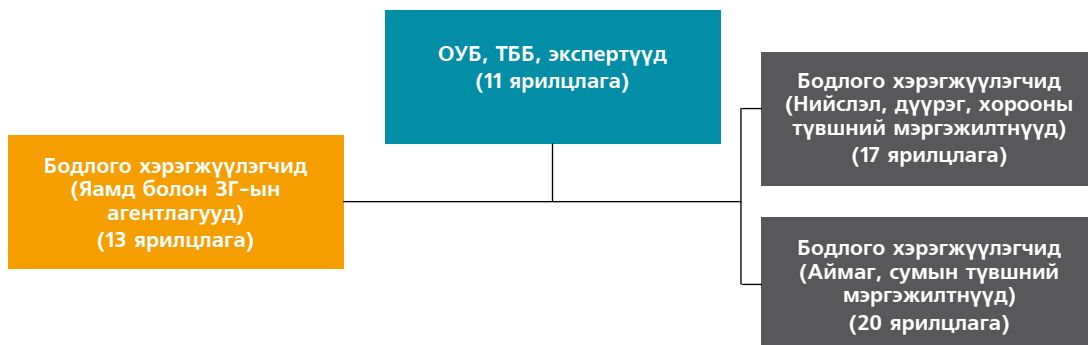 ОУБ, ТББ, экспертүүд
(11 ярилцлага)
Бодлого хэрэгжүүлэгчид
(Яамд болон ЗГ-ын
агентлагууд)
(13 ярилцлага)
Бодлого хэрэгжүүлэгчид
(Нийслэл, дүүрэг, хорооны
түвшний мэргэжилтнүүд)
(17 ярилцлага)
Бодлого хэрэгжүүлэгчид
(Аймаг, сумын түвшний
мэргэжилтнүүд)
(20 ярилцлага)